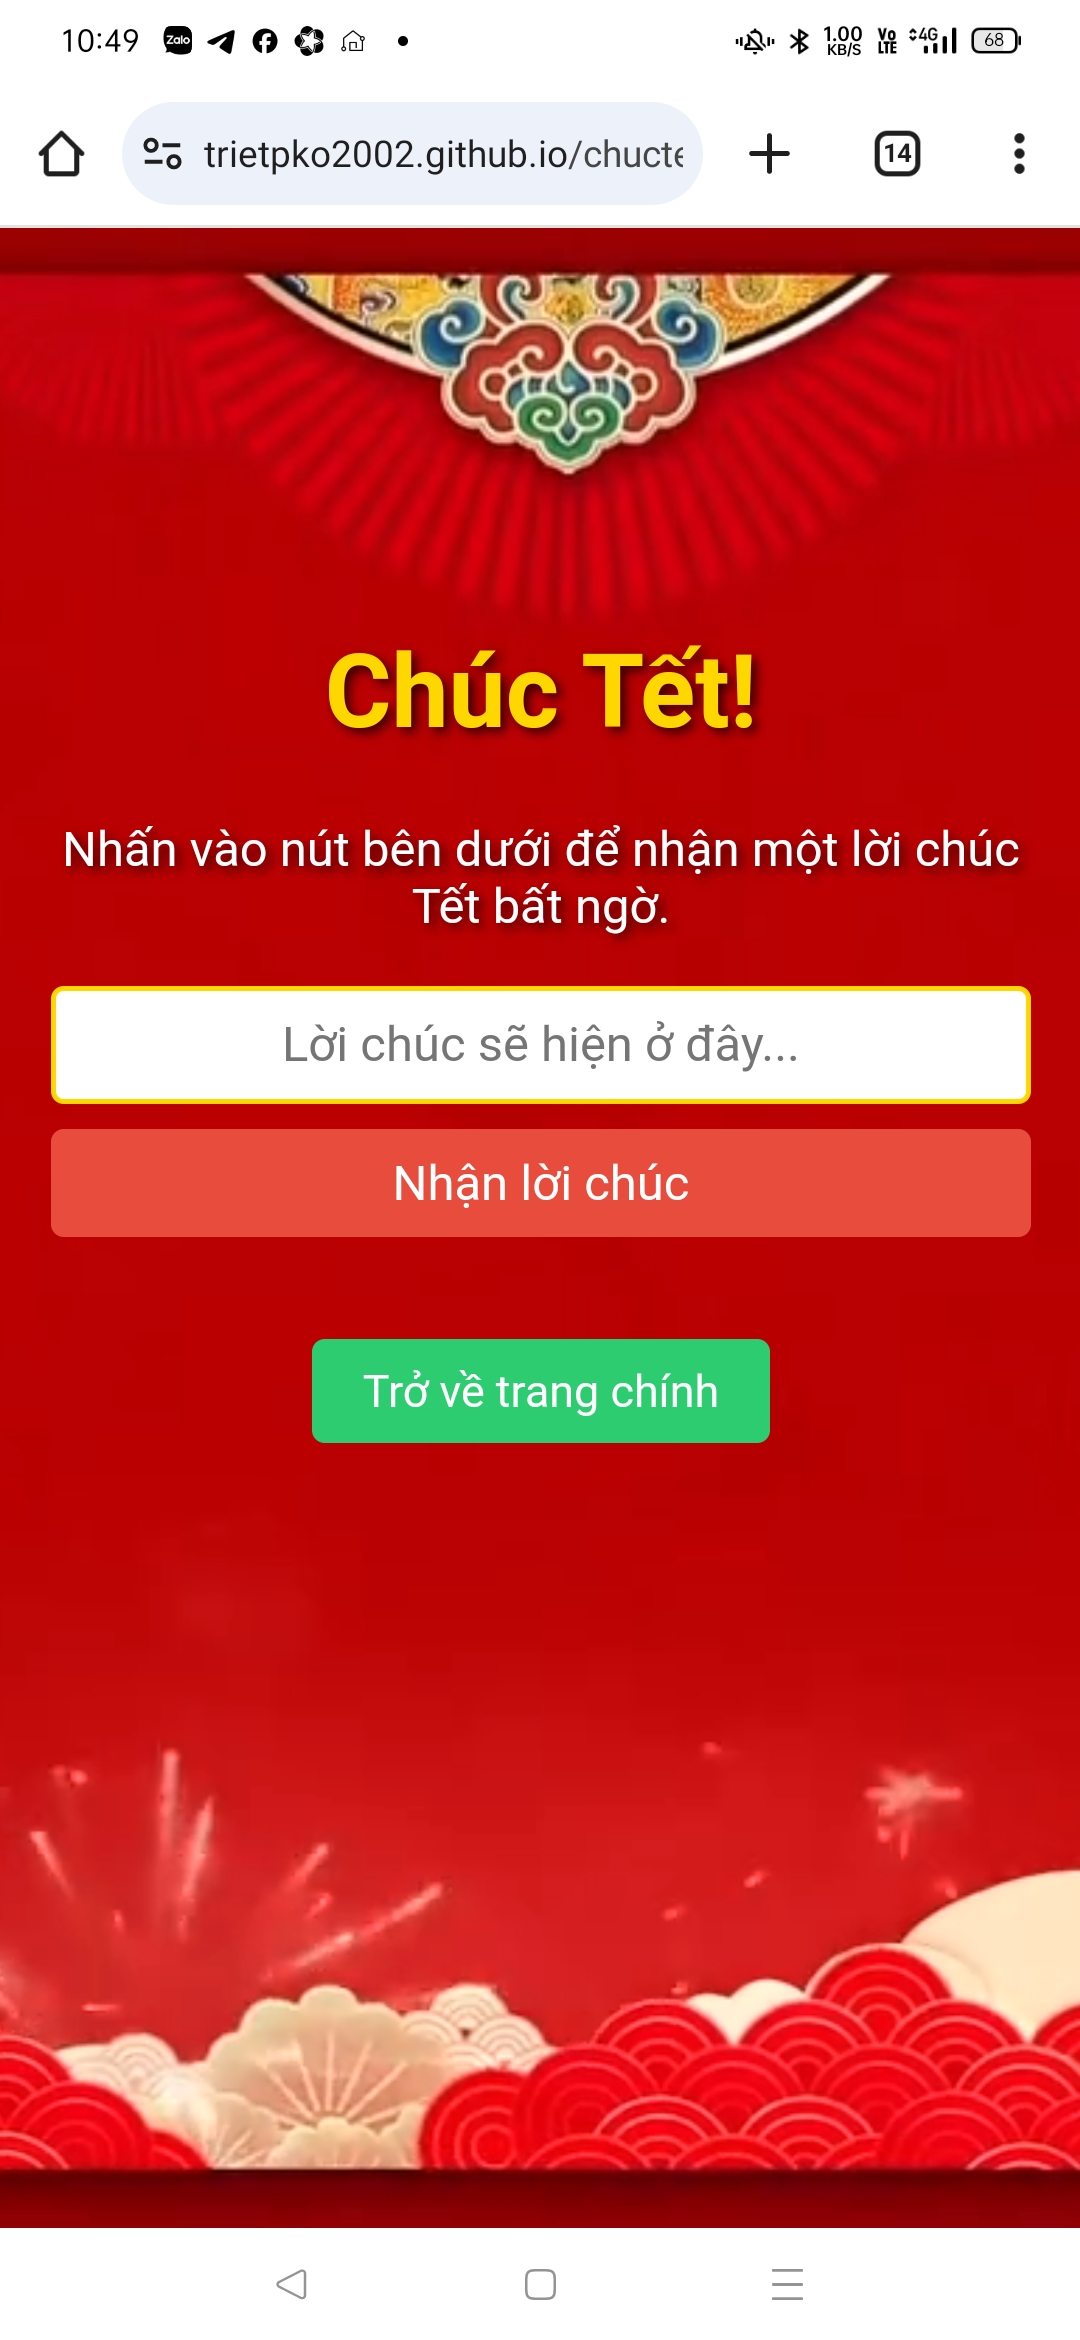 10:49 Zalo 1.00 KB/S Vo LTE 4G 68
trietpko2002.github.io/chucte
14
Chúc Tết!
Nhấn vào nút bên dưới để nhận một lời chúc
Tết bất ngờ.
Lời chúc sẽ hiện ở đây...
Nhận lời chúc
Trở về trang chính